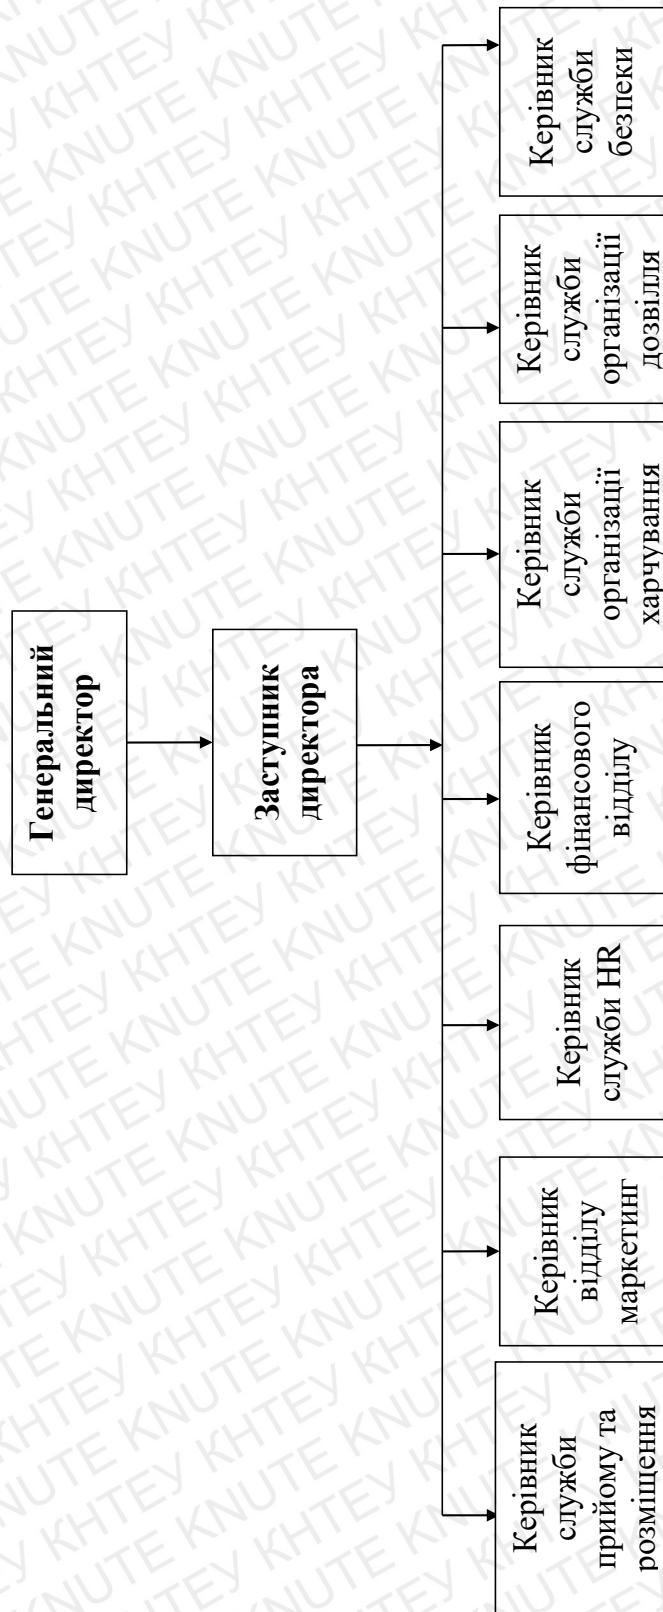 Генеральний
директор
Заступник
директора
Керівник
служби
прийому та
розміщення
Керівник
відділу
маркетинг
Керівник
служби HR
Керівник
фінансового
відділу
Керівник
служби
організації
харчування
Керівник
служби
організації
дозвілля
Керівник
служби
безпеки